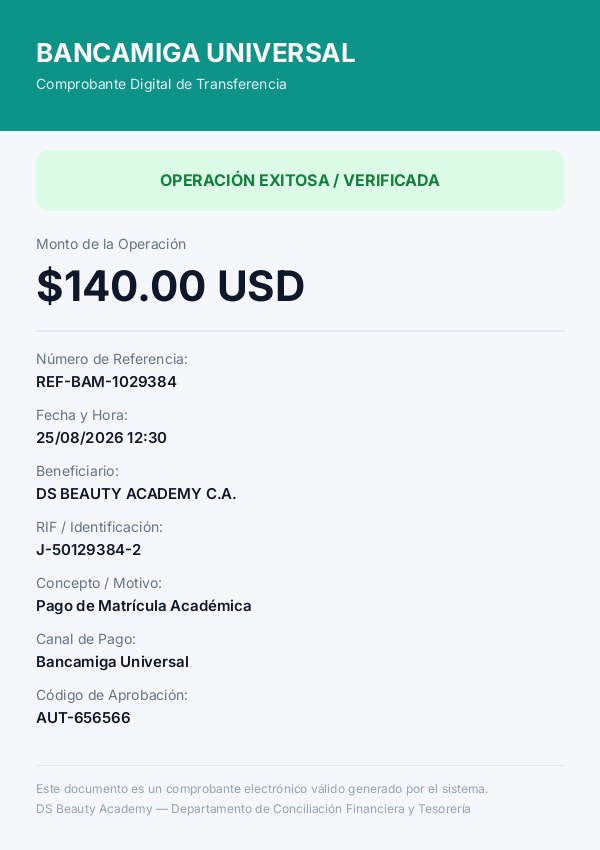 BANCAMIGA UNIVERSAL
Comprobante Digital de Transferencia
OPERACIÓN EXITOSA / VERIFICADA
Monto de la Operación
$140.00 USD
Número de Referencia:
REF-BAM-1029384
Fecha y Hora:
25/08/2026 12:30
Beneficiario:
DS BEAUTY ACADEMY C.A.
RIF / Identificación:
J-50129384-2
Concepto / Motivo:
Pago de Matrícula Académica
Canal de Pago:
Bancamiga Universal
Código de Aprobación:
AUT-656566
Este documento es un comprobante electrónico válido generado por el sistema.
DS Beauty Academy — Departamento de Conciliación Financiera y Tesorería